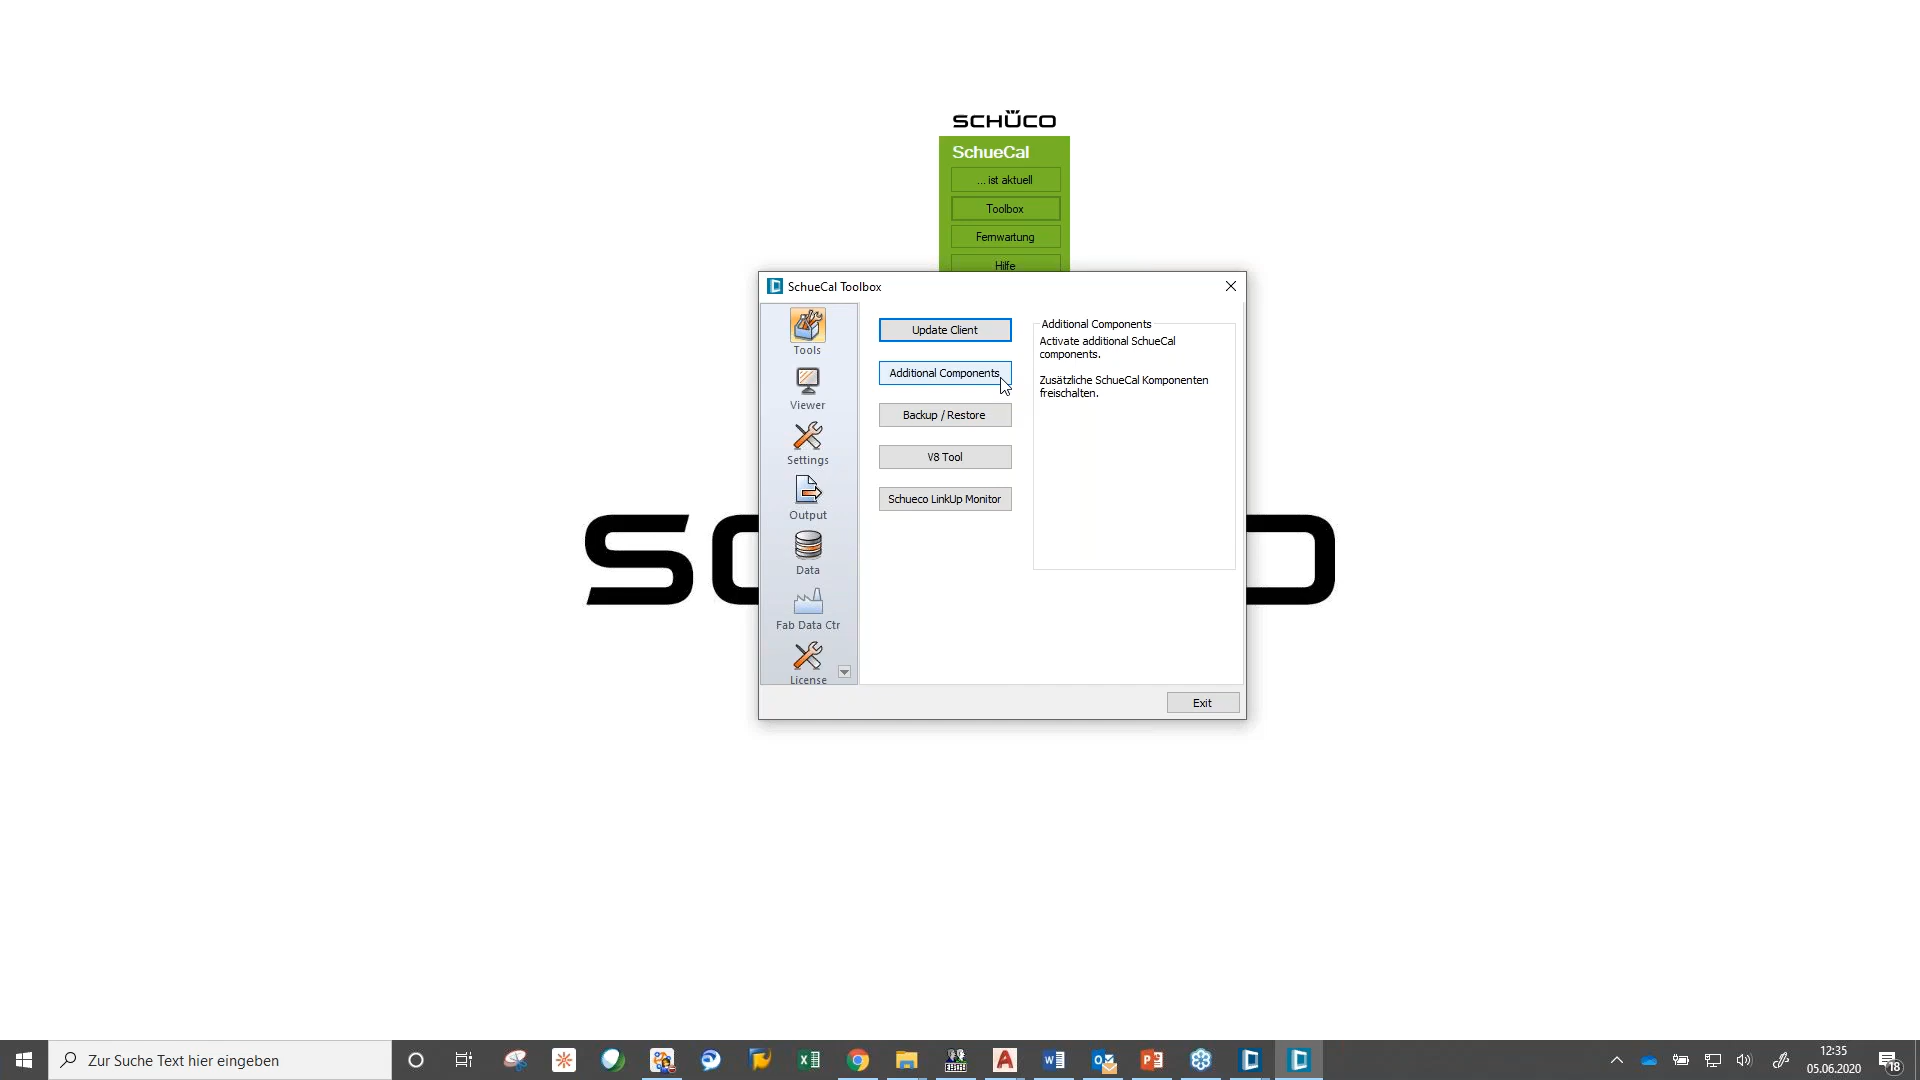 SCHÜCO
SchueCal
... ist aktuell
Toolbox
Fernwartung
Hilfe
SchueCal Toolbox
Tools
Viewer
Settings
Output
Data
Fab Data Ctr
License
Update Client
Additional Components
Backup / Restore
V8 Tool
Schueco LinkUp Monitor
Additional Components
Activate additional SchueCal
components.
Zusätzliche SchueCal Komponenten
freischalten.
Exit
Zur Suche Text hier eingeben
12:35
05.06.2020
18